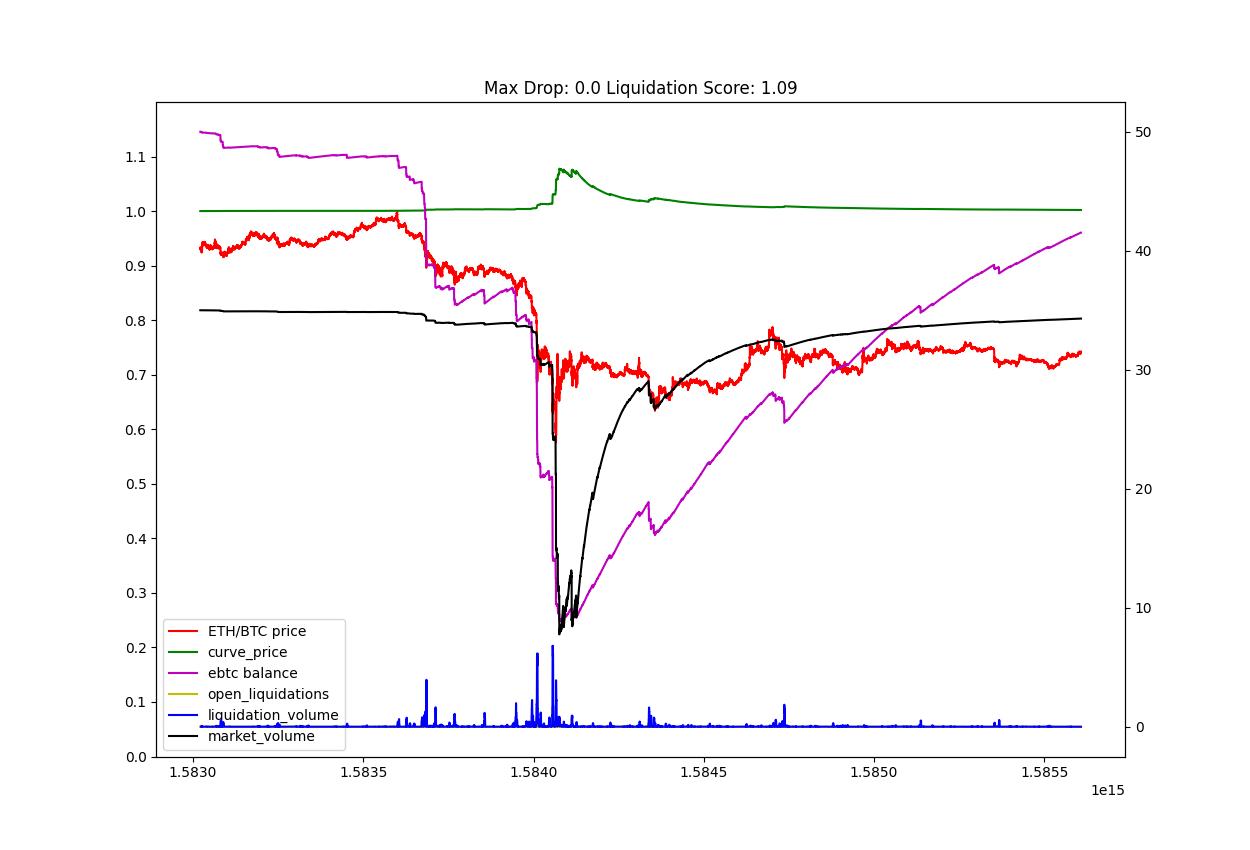 Max Drop: 0.0 Liquidation Score: 1.09
1.1
1.0
0.9
0.8
0.7
0.6
0.5
0.4
0.3
0.2
0.1
0.0
50
40
30
20
10
0
ETH/BTC price
curve_price
ebtc balance
open_liquidations
liquidation_volume
market_volume
1.5830 1.5835 1.5840 1.5845 1.5850 1.5855
1e15